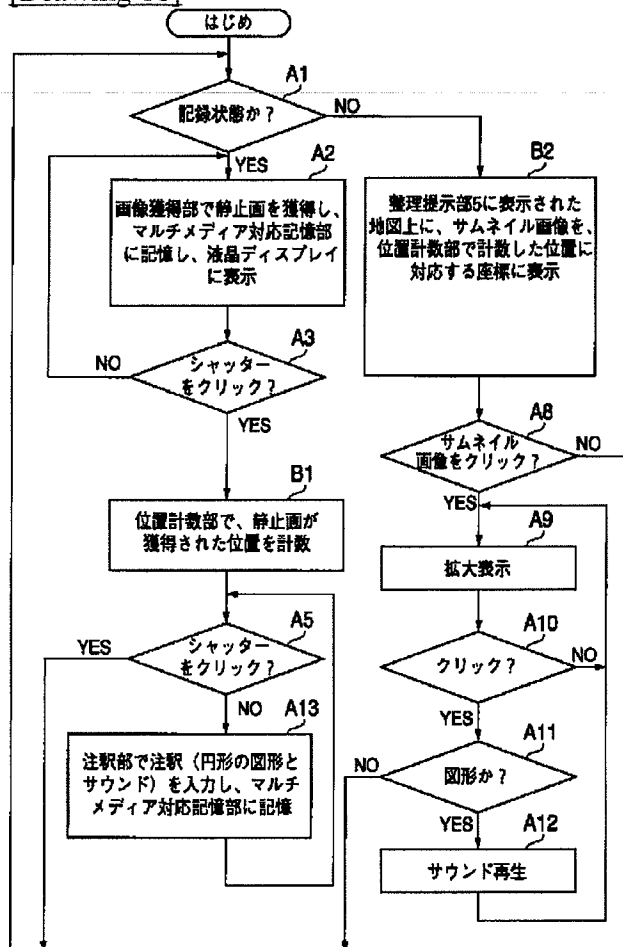 はじめ
A1
記録状態か？
NO
YES
A2
画像獲得部で静止画を獲得し、
マルチメディア対応記憶部
に記憶し、液晶ディスプレイ
に表示
B2
整理提示部5に表示された
地図上に、サムネイル画像を、
位置計数部で計数した位置に
対応する座標に表示
A3
NO
シャッター
をクリック？
YES
A8
サムネイル
画像をクリック？
NO
YES
B1
位置計数部で、静止画が
獲得された位置を計数
A9
拡大表示
A5
YES
シャッター
をクリック？
NO
A10
クリック？
NO
YES
A13
注釈部で注釈（円形の図形と
サウンド）を入力し、マルチ
メディア対応記憶部に記憶
A11
NO
図形か？
YES
A12
サウンド再生